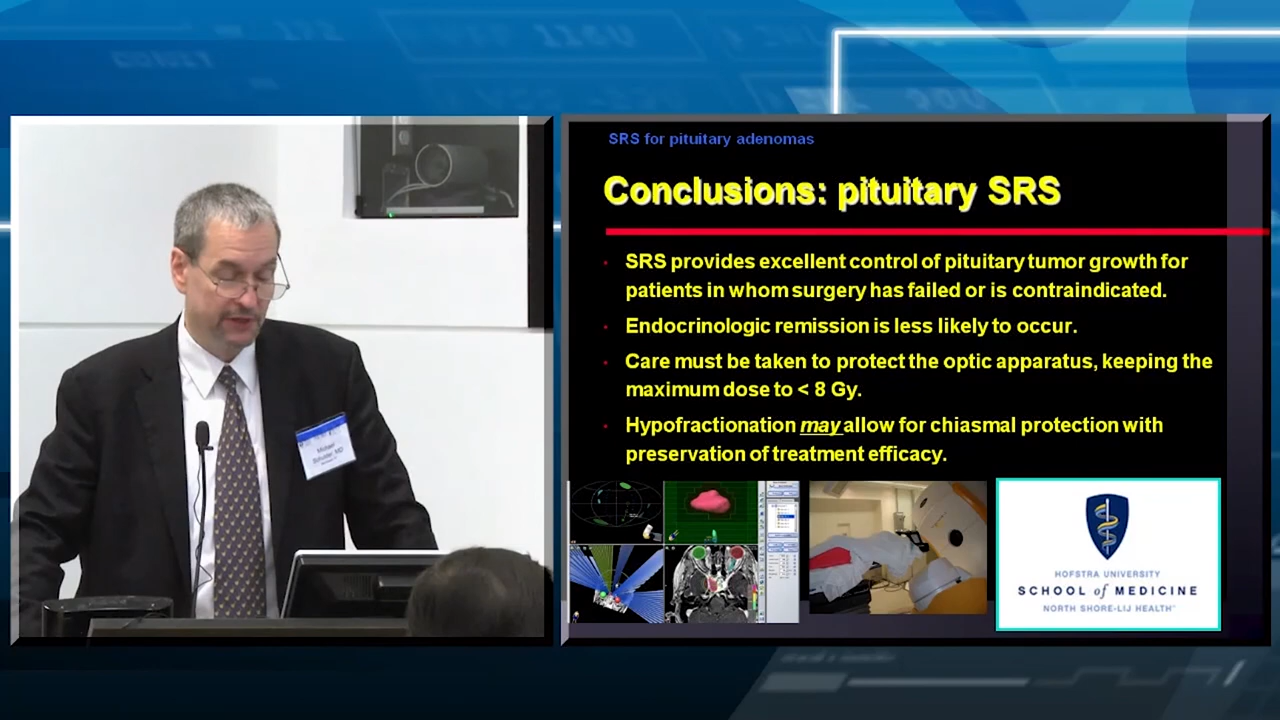 SRS for pituitary adenomas
Conclusions: pituitary SRS
SRS provides excellent control of pituitary tumor growth for
patients in whom surgery has failed or is contraindicated.
Endocrinologic remission is less likely to occur.
Care must be taken to protect the optic apparatus, keeping the
maximum dose to < 8 Gy.
Hypofractionation may allow for chiasmal protection with
preservation of treatment efficacy.
Michael
Schulder, MD
HOFSTRA UNIVERSITY
SCHOOL of MEDICINE
NORTH SHORE-LIJ HEALTH